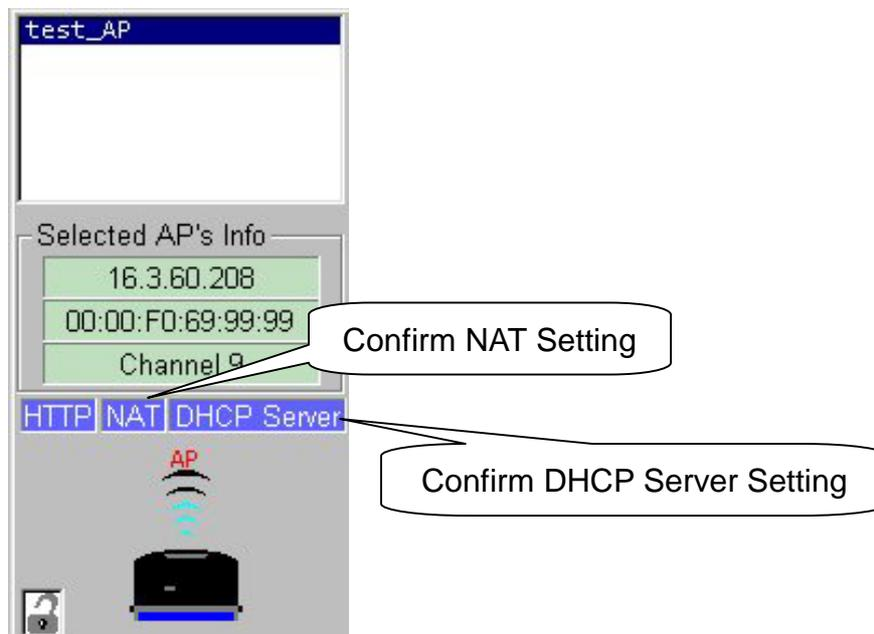 test_AP
Selected AP's Info
16.3.60.208
00:00:F0:69:99:99
Channel 9
Confirm NAT Setting
HTTP NAT DHCP Server
AP
Confirm DHCP Server Setting